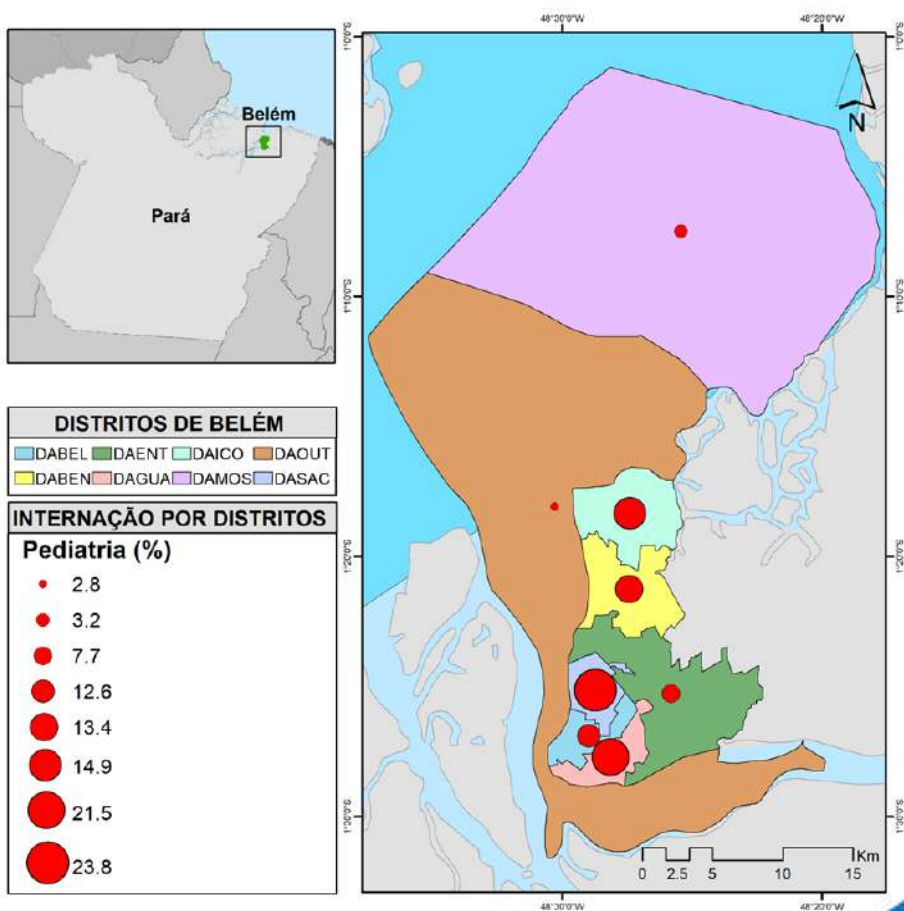 Belém
Pará
DISTRITOS DE BELÉM
DABEL DAENT DAICO DAOUT
DABEN DAGUA DAMOS DASAC
INTERNAÇÃO POR DISTRITOS
Pediatria (%)
2.8
3.2
7.7
12.6
13.4
14.9
21.5
23.8
48°30'0"W 48°20'0"W
1°0'0"S 1°0'0"S
N
1°10'0"S 1°10'0"S
1°20'0"S 1°20'0"S
1°30'0"S 1°30'0"S
Km
0 2.5 5 10 15
48°30'0"W 48°20'0"W